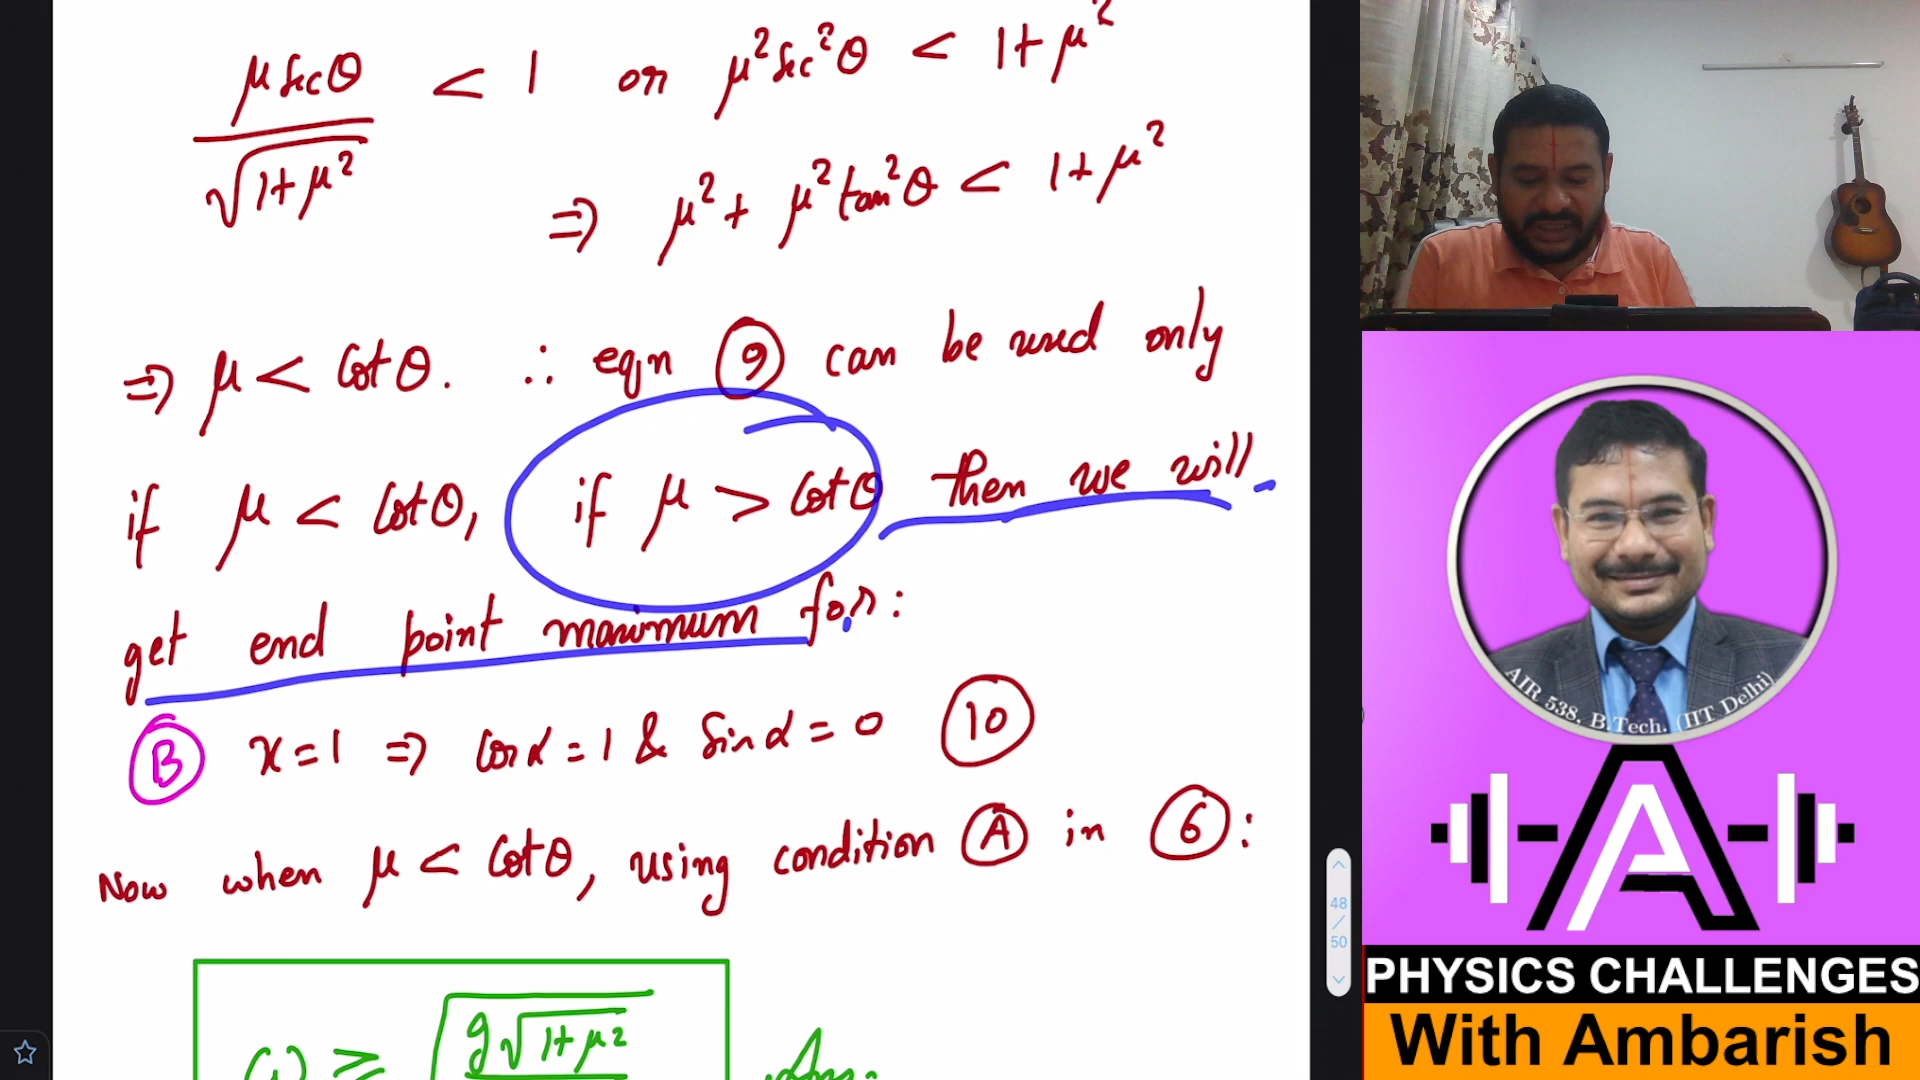 μ secθ / √(1+μ²) < 1 or μ² sec²θ < 1+μ²
⇒ μ² + μ² tan²θ < 1+μ²
⇒ μ < cotθ. ∴ eqn ⑨ can be used only
if μ < cotθ, if μ > cotθ then we will
get end point maximum for:
Ⓑ x = 1 ⇒ cosα = 1 & sinα = 0 ⑩
Now when μ < cotθ, using condition Ⓐ in ⑥:
ω ≥ √(g√(1+μ²) Ans.
48
/
50
AIR 538, B.Tech. (IIT Delhi)
A
PHYSICS CHALLENGES
With Ambarish